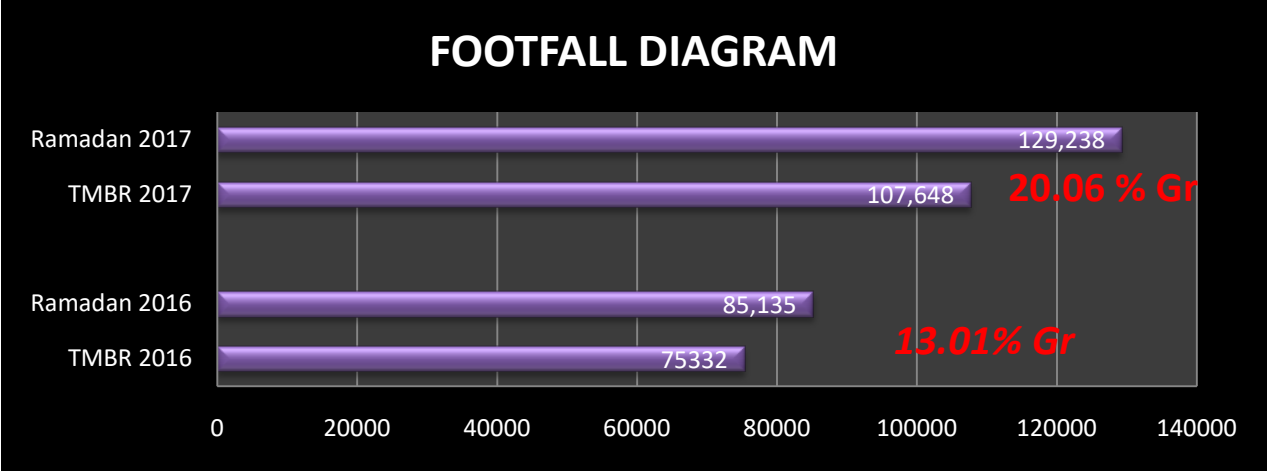 FOOTFALL DIAGRAM
Ramadan 2017
129,238
TMBR 2017
107,648
20.06 % Gr
Ramadan 2016
85,135
13.01% Gr
TMBR 2016
75332
0 20000 40000 60000 80000 100000 120000 140000